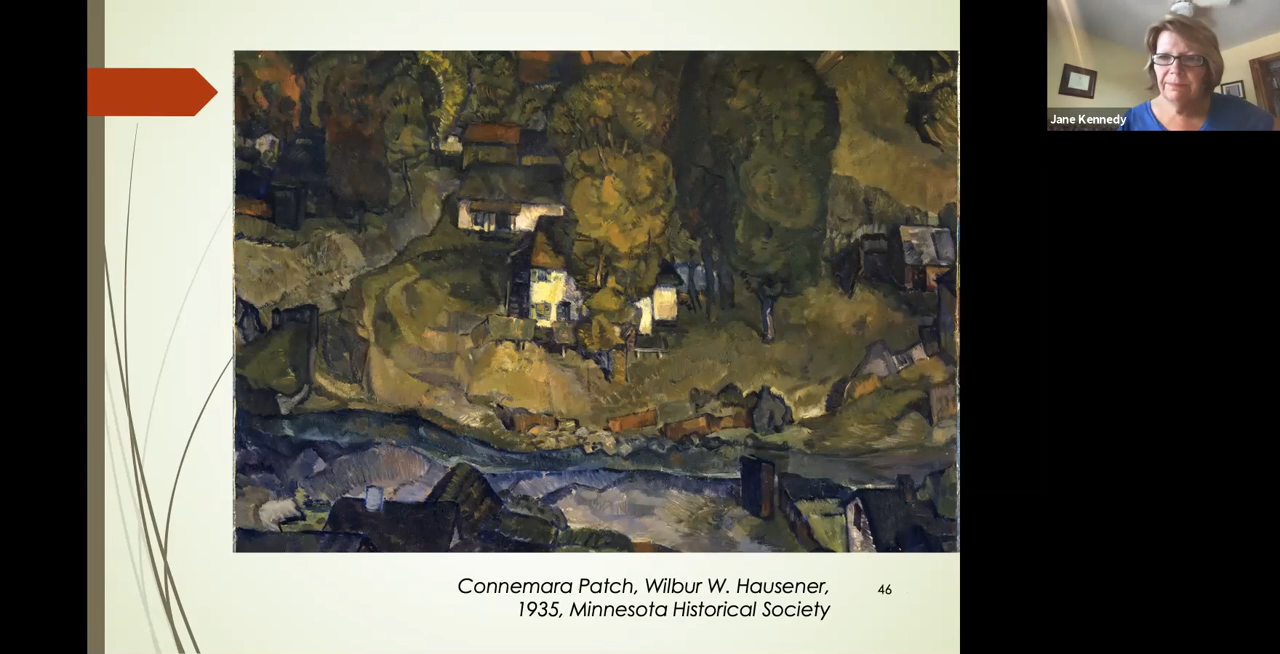 Jane Kennedy
Connemara Patch, Wilbur W. Hausener,
1935, Minnesota Historical Society
46